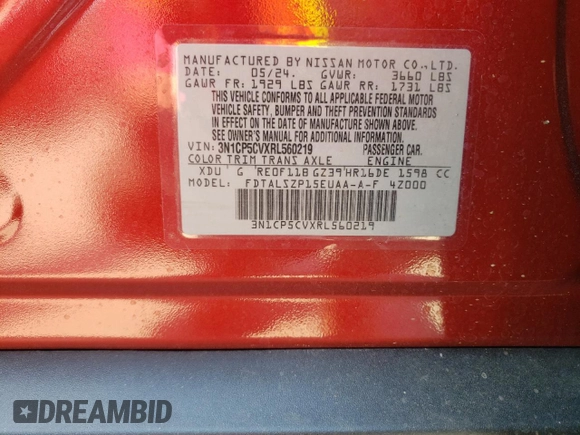 MANUFACTURED BY NISSAN MOTOR CO., LTD.
DATE: 05/24. GVWR: 3660 LBS
GAWR FR: 1929 LBS GAWR RR: 1731 LBS
THIS VEHICLE CONFORMS TO ALL APPLICABLE FEDERAL MOTOR
VEHICLE SAFETY, BUMPER AND THEFT PREVENTION STANDARDS
IN EFFECT ON THE DATE OF MANUFACTURE SHOWN ABOVE.
SEE OWNER'S MANUAL FOR ADDITIONAL INFORMATION.
VIN: 3N1CP5CVXRL560219 PASSENGER CAR.
COLOR TRIM TRANS AXLE ENGINE
XDU G RE0F11B GZ39 HR16DE 1598 CC
MODEL: FDTALSZP15EUAA-A-F 4Z000
3N1CP5CVXRL560219
DREAMBID